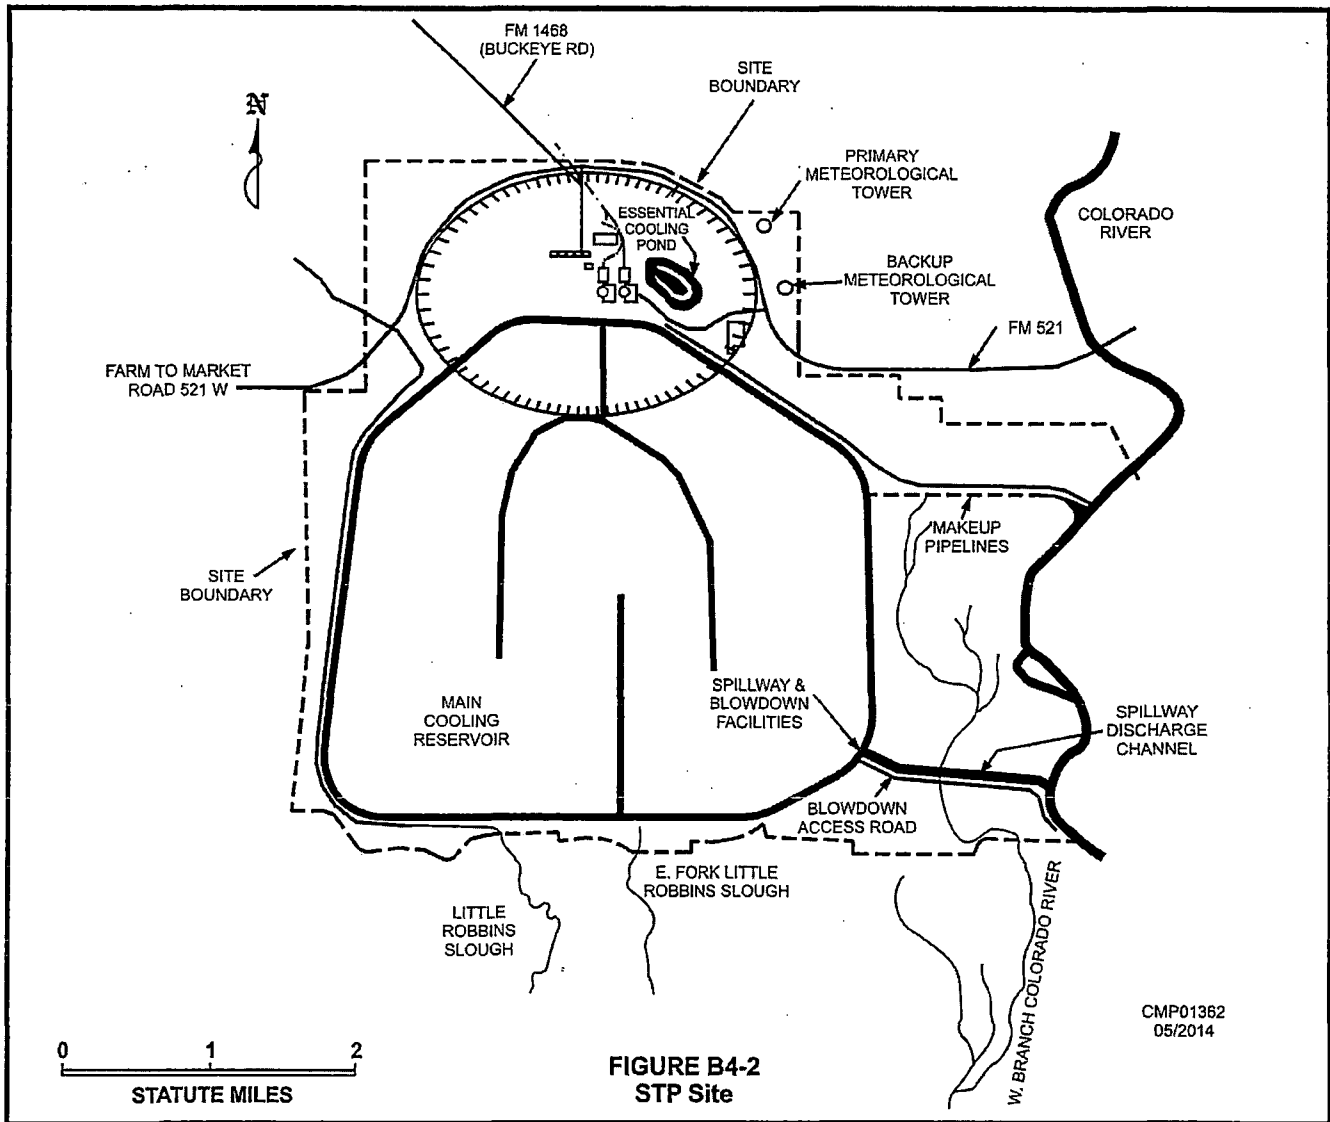 FM 1468
(BUCKEYE RD)
SITE
BOUNDARY
N
PRIMARY
METEOROLOGICAL
TOWER
ESSENTIAL
COOLING
POND
COLORADO
RIVER
BACKUP
METEOROLOGICAL
TOWER
FM 521
FARM TO MARKET
ROAD 521 W
MAKEUP
PIPELINES
SITE
BOUNDARY
MAIN
COOLING
RESERVOIR
SPILLWAY &
BLOWDOWN
FACILITIES
SPILLWAY
DISCHARGE
CHANNEL
BLOWDOWN
ACCESS ROAD
E. FORK LITTLE
ROBBINS SLOUGH
LITTLE
ROBBINS
SLOUGH
W. BRANCH COLORADO RIVER
CMP01362
05/2014
0 1 2
STATUTE MILES
FIGURE B4-2
STP Site